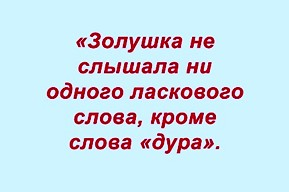 «Золушка не
слышала ни
одного ласкового
слова, кроме
слова «дура».